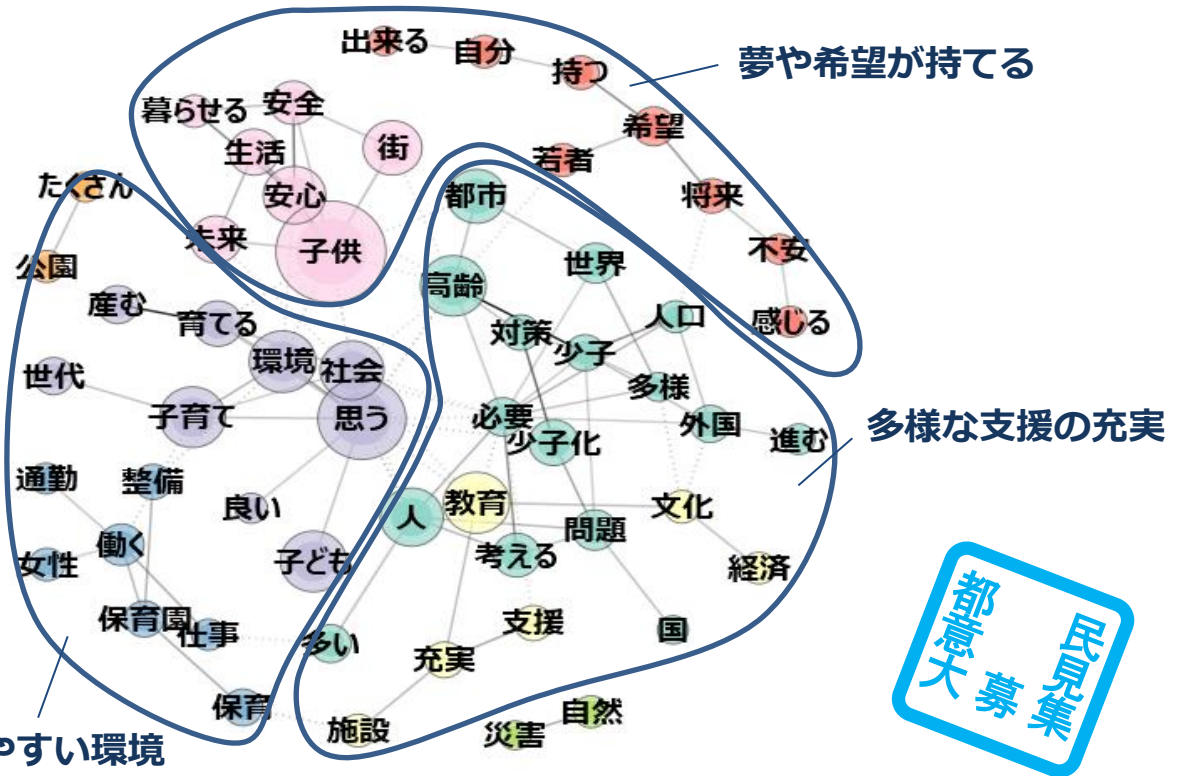 出来る
自分
持つ
夢や希望が持てる
暮らせる
安全
希望
街
若者
生活
将来
たくさん
安心
都市
不安
未来
子供
公園
世界
高齢
産む
育てる
人口
感じる
対策
少子
環境
社会
世代
多様
子育て
思う
必要
外国
進む
多様な支援の充実
少子化
通勤
整備
良い
人
教育
文化
問題
働く
女性
子ども
考える
経済
保育園
仕事
多い
支援
国
充実
保育
施設
災害
自然
やすい環境
都民
意見
大募集